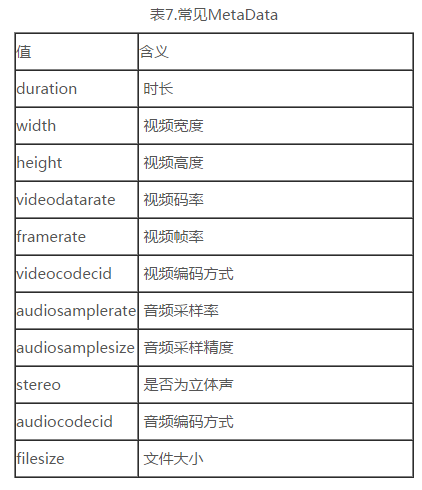 表7.常见MetaData
值 含义
duration 时长
width 视频宽度
height 视频高度
videodatarate 视频码率
framerate 视频帧率
videocodecid 视频编码方式
audiosamplerate 音频采样率
audiosamplesize 音频采样精度
stereo 是否为立体声
audiocodecid 音频编码方式
filesize 文件大小